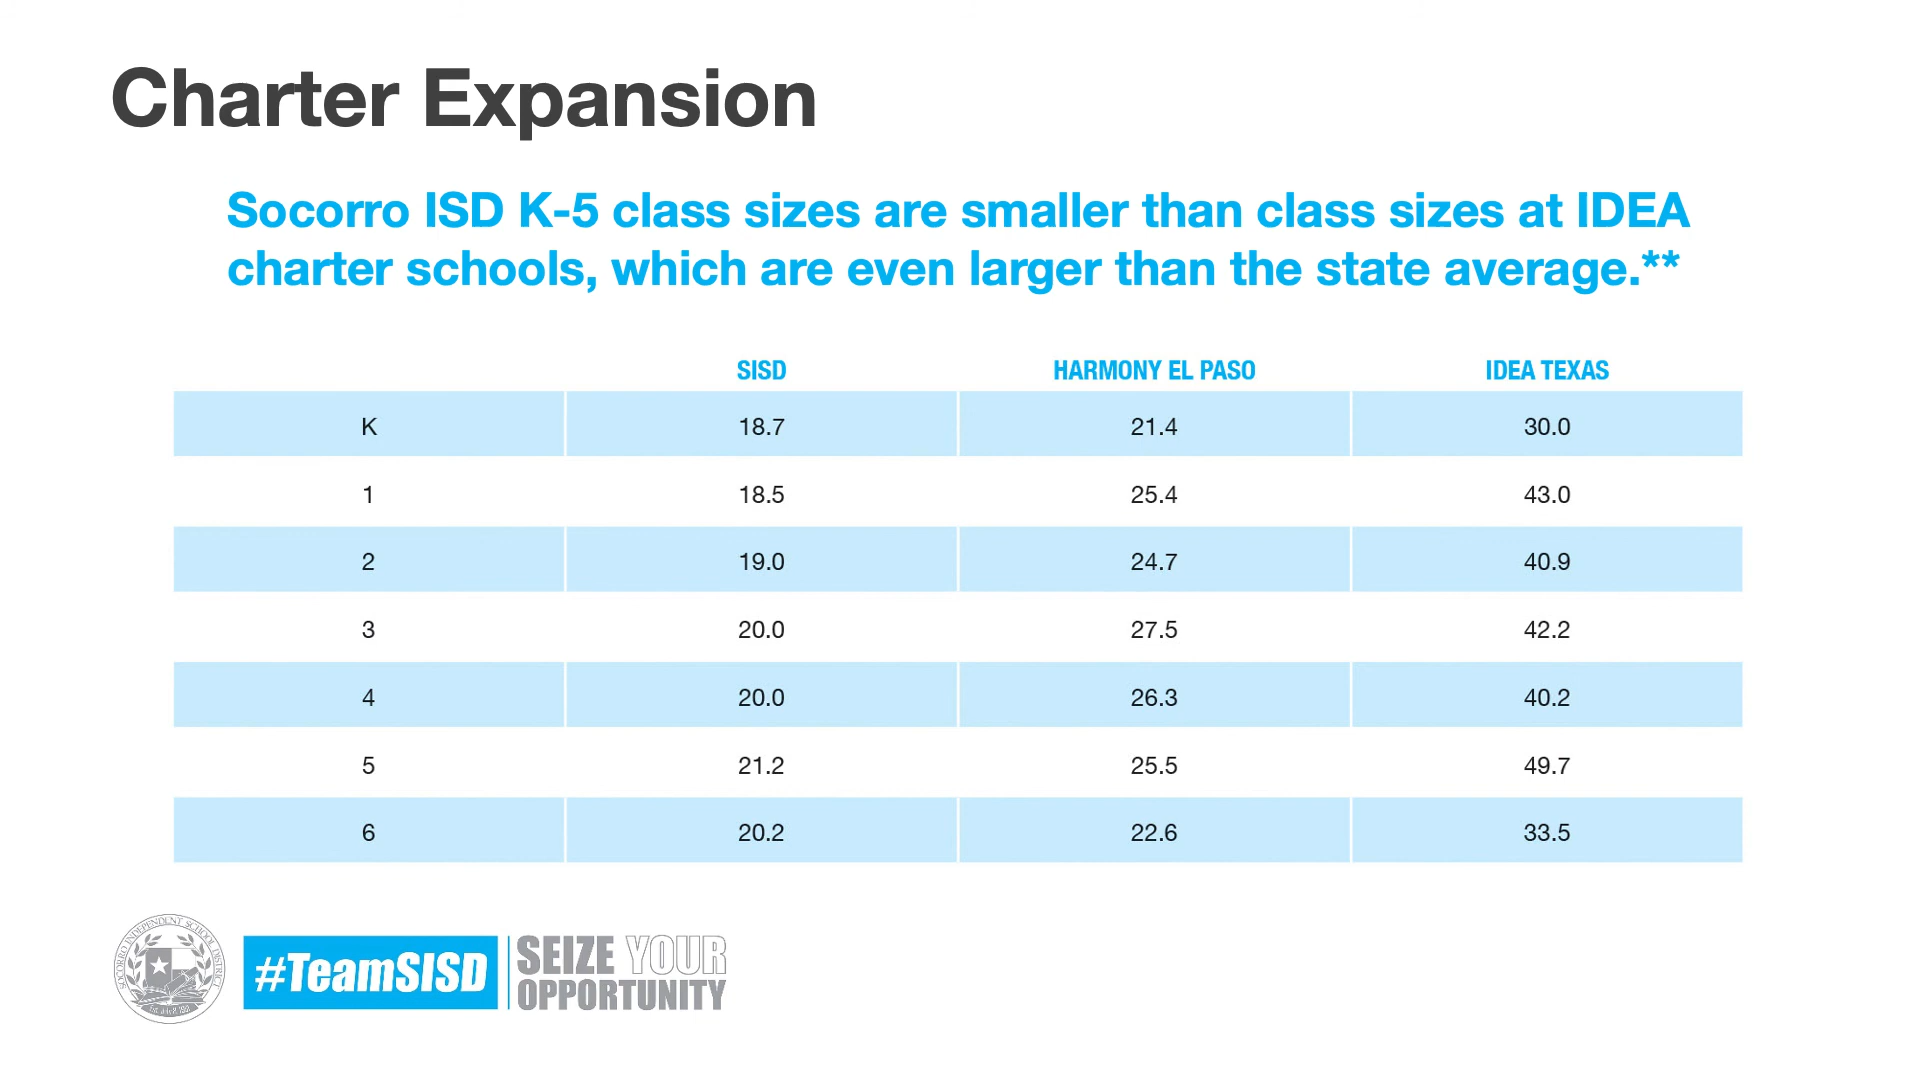 Charter Expansion
Socorro ISD K-5 class sizes are smaller than class sizes at IDEA
charter schools, which are even larger than the state average.**
SISD HARMONY EL PASO IDEA TEXAS
K 18.7 21.4 30.0
1 18.5 25.4 43.0
2 19.0 24.7 40.9
3 20.0 27.5 42.2
4 20.0 26.3 40.2
5 21.2 25.5 49.7
6 20.2 22.6 33.5
SOCORRO INDEPENDENT SCHOOL DISTRICT
#TeamSISD
SEIZE YOUR
OPPORTUNITY